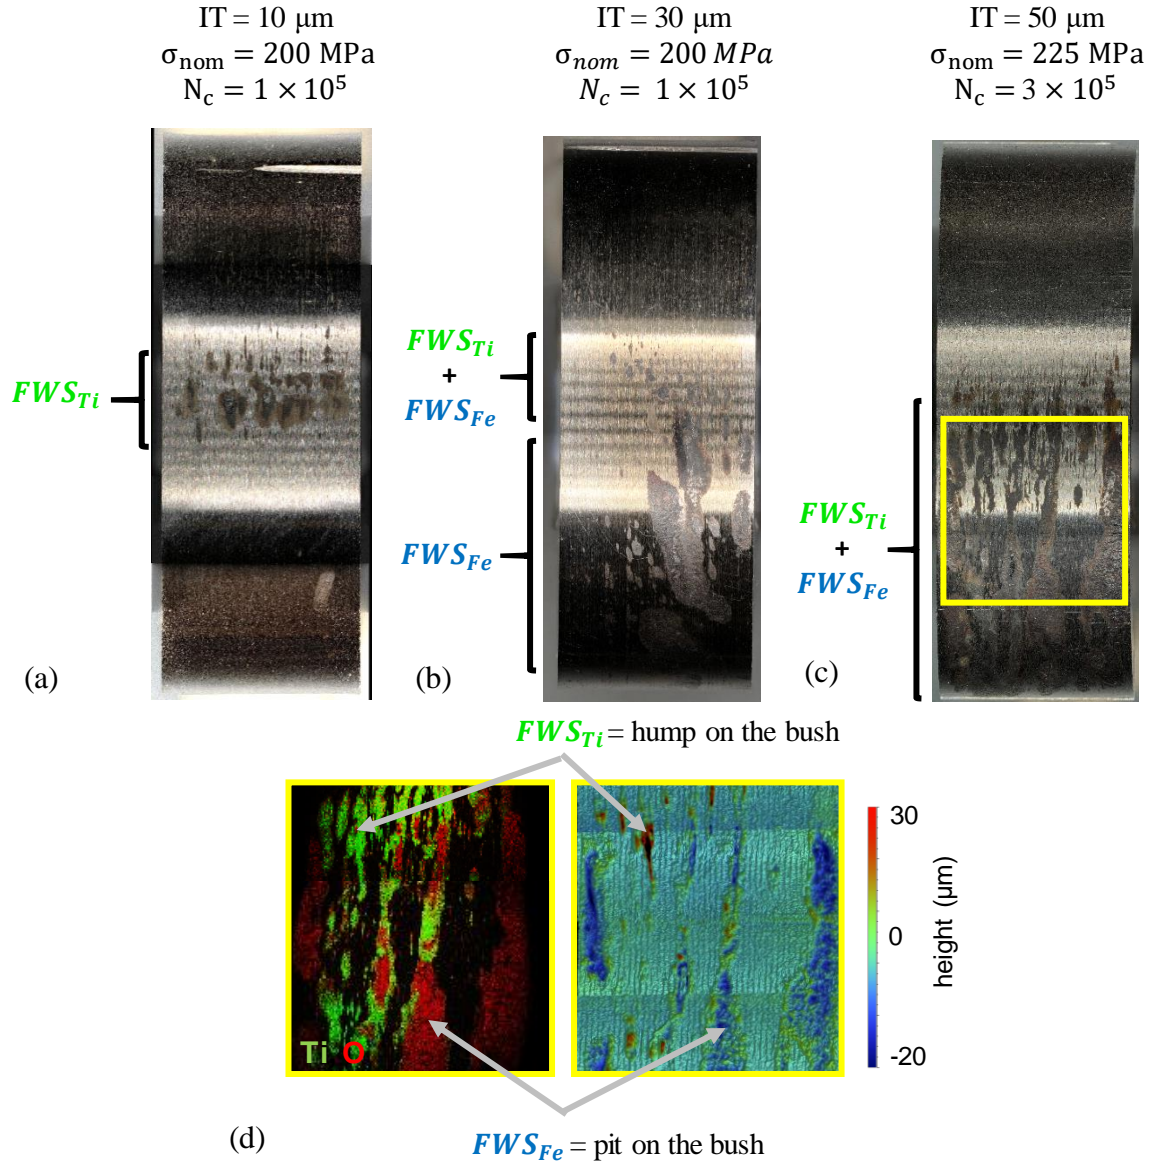 IT = 10 μm
σnom = 200 MPa
Nc = 1 × 10⁵
IT = 30 μm
σnom = 200 MPa
Nc = 1 × 10⁵
IT = 50 μm
σnom = 225 MPa
Nc = 3 × 10⁵
FWSTi
(a)
FWSTi
+
FWSFe
FWSFe
(b)
FWSTi
+
FWSFe
(c)
FWSTi = hump on the bush
Ti O
30
0
-20
height (μm)
(d)
FWSFe = pit on the bush